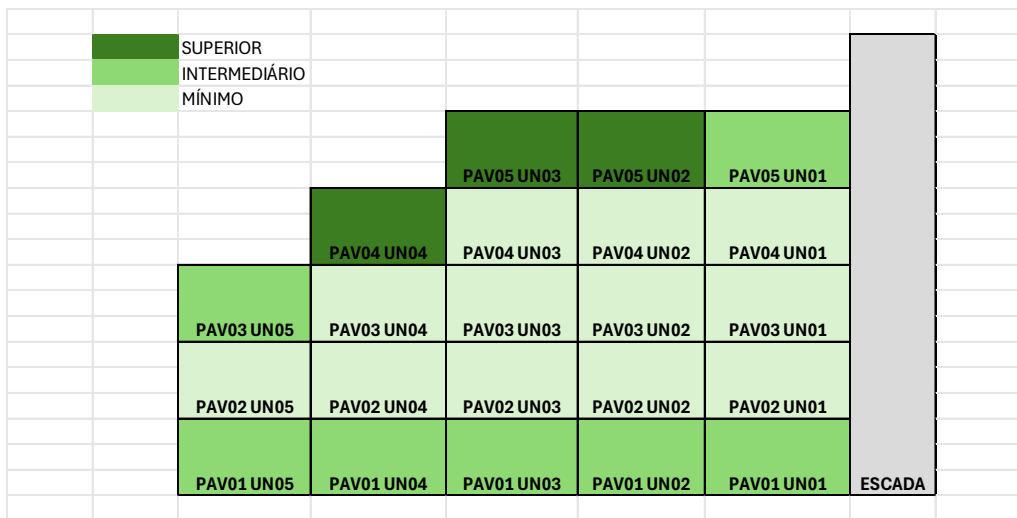 SUPERIOR
INTERMEDIÁRIO
MÍNIMO
PAV05 UN03 PAV05 UN02 PAV05 UN01
PAV04 UN04 PAV04 UN03 PAV04 UN02 PAV04 UN01
PAV03 UN05 PAV03 UN04 PAV03 UN03 PAV03 UN02 PAV03 UN01
PAV02 UN05 PAV02 UN04 PAV02 UN03 PAV02 UN02 PAV02 UN01
PAV01 UN05 PAV01 UN04 PAV01 UN03 PAV01 UN02 PAV01 UN01 ESCADA